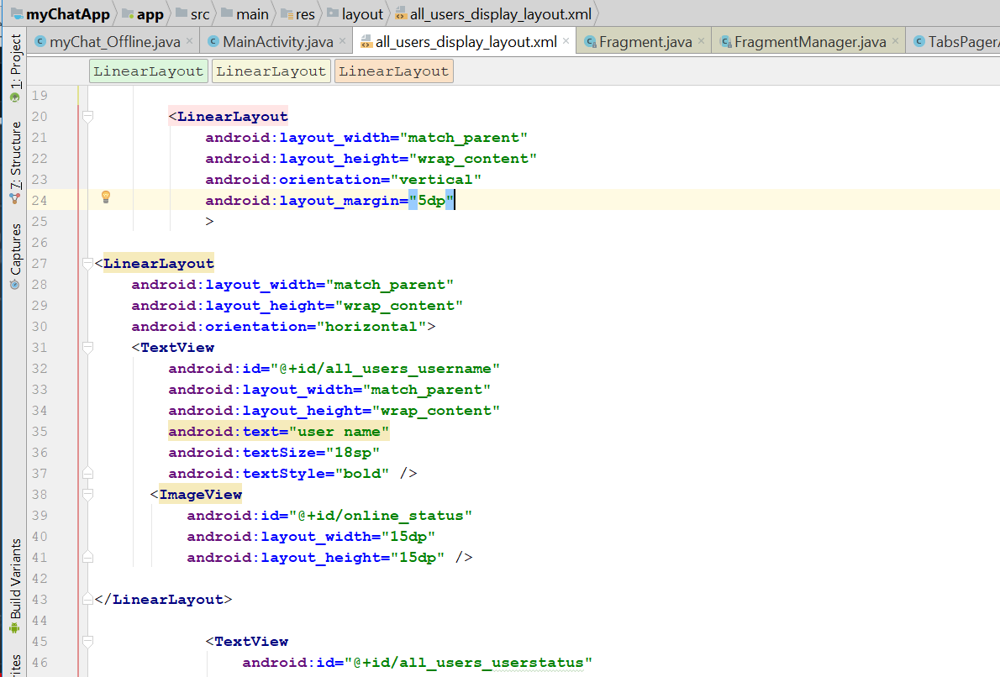 myChatApp app src main res layout all_users_display_layout.xml
myChat_Offline.java MainActivity.java all_users_display_layout.xml Fragment.java FragmentManager.java
LinearLayout LinearLayout LinearLayout
1: Project
7: Structure
Captures
Build Variants
19
20 <LinearLayout
21 android:layout_width="match_parent"
22 android:layout_height="wrap_content"
23 android:orientation="vertical"
24 android:layout_margin="5dp"
25 >
26
27 <LinearLayout
28 android:layout_width="match_parent"
29 android:layout_height="wrap_content"
30 android:orientation="horizontal">
31 <TextView
32 android:id="@+id/all_users_username"
33 android:layout_width="match_parent"
34 android:layout_height="wrap_content"
35 android:text="user name"
36 android:textSize="18sp"
37 android:textStyle="bold" />
38 <ImageView
39 android:id="@+id/online_status"
40 android:layout_width="15dp"
41 android:layout_height="15dp" />
42
43 </LinearLayout>
44
45 <TextView
46 android:id="@+id/all_users_userstatus"